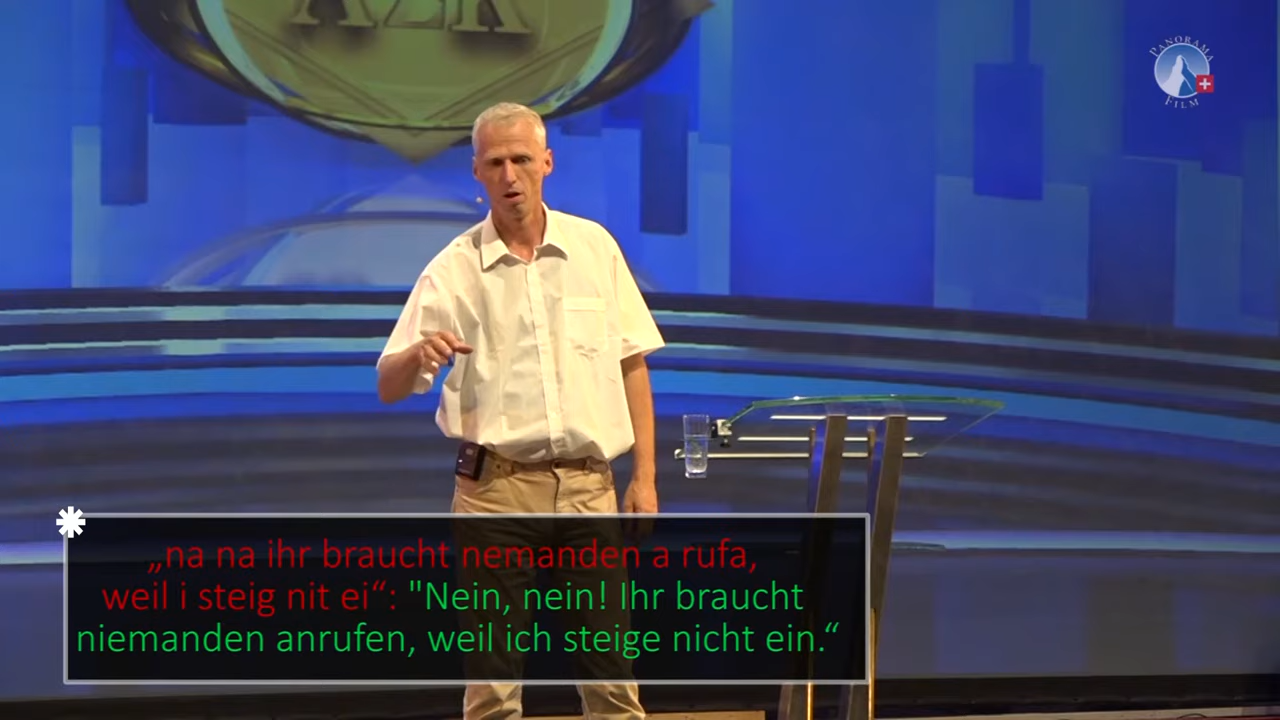 AZK
PANORAMA
FILM
* „na na ihr braucht nemanden a rufa,
weil i steig nit ei“: "Nein, nein! Ihr braucht
niemanden anrufen, weil ich steige nicht ein.“